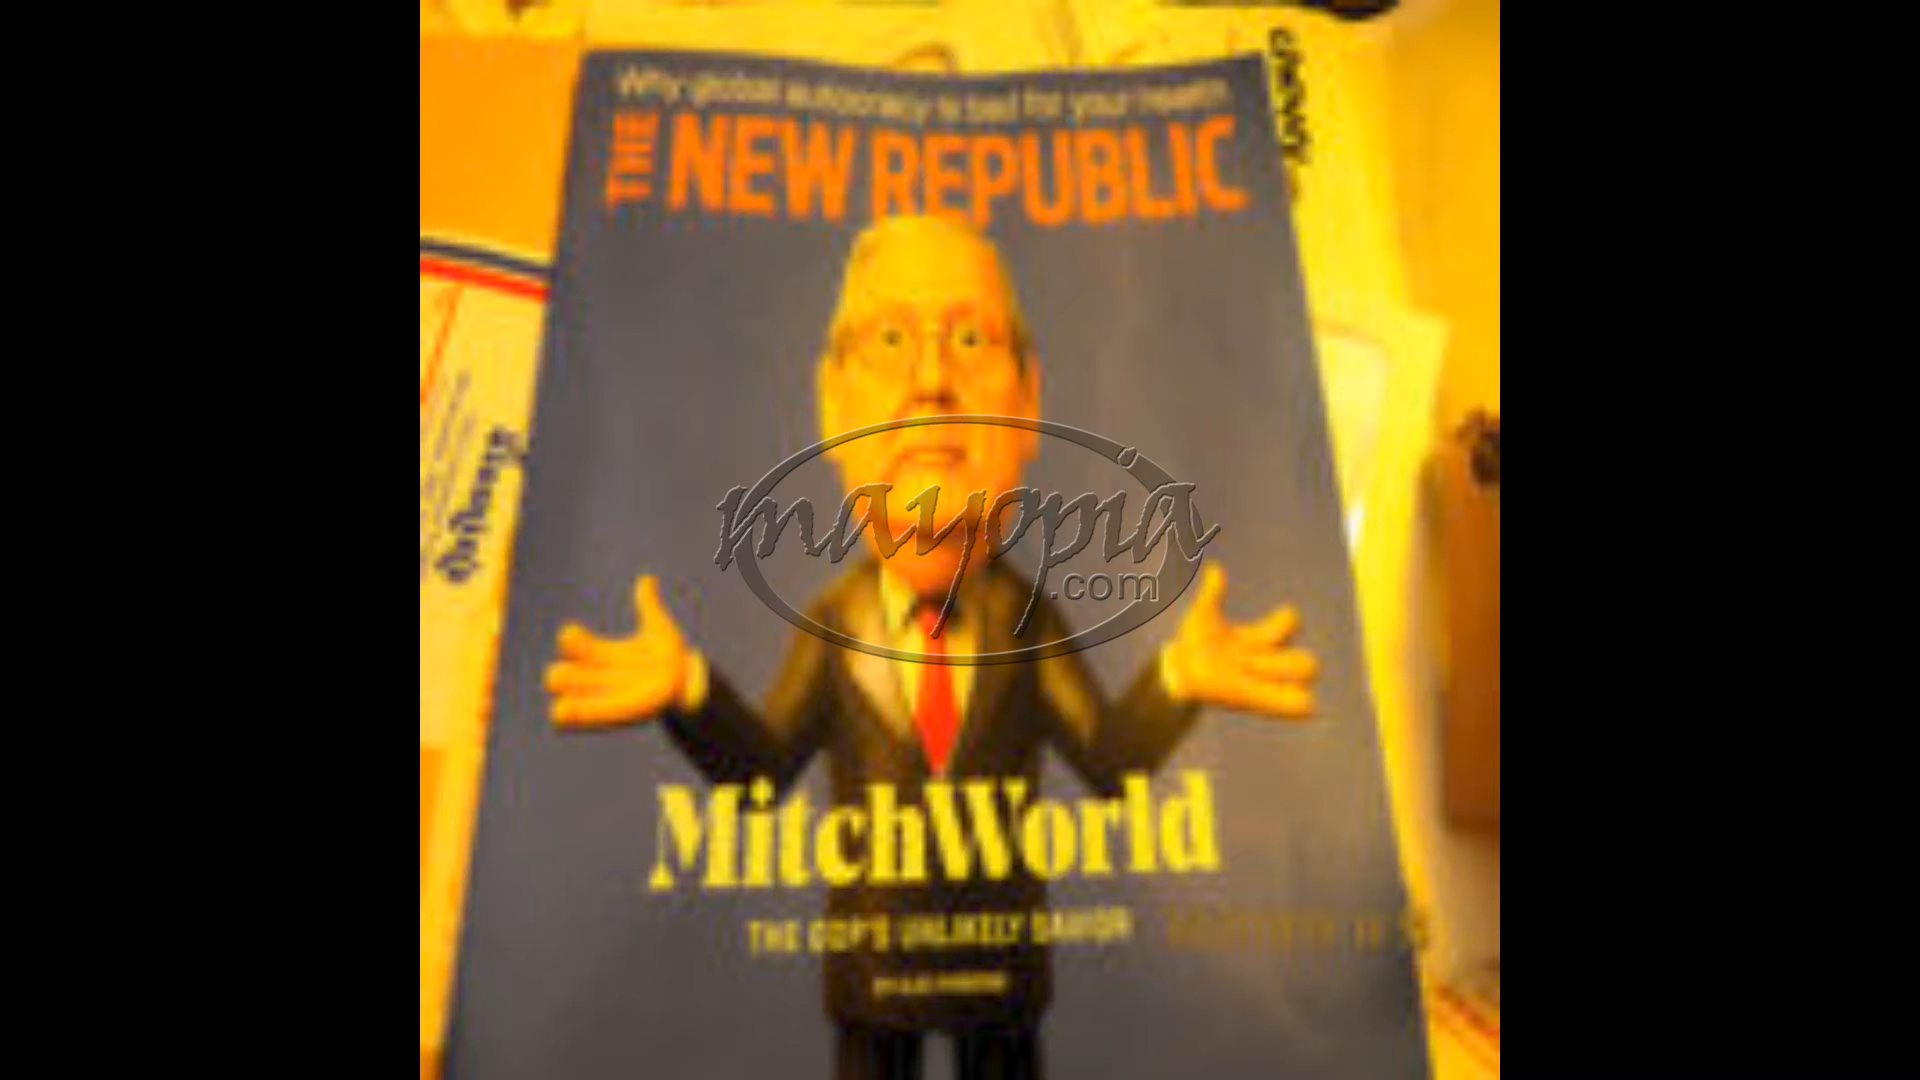 Why global autocracy is bad for your health
THE NEW REPUBLIC
mayopia
.com
MitchWorld
THE GOP'S UNLIKELY SAVIOR